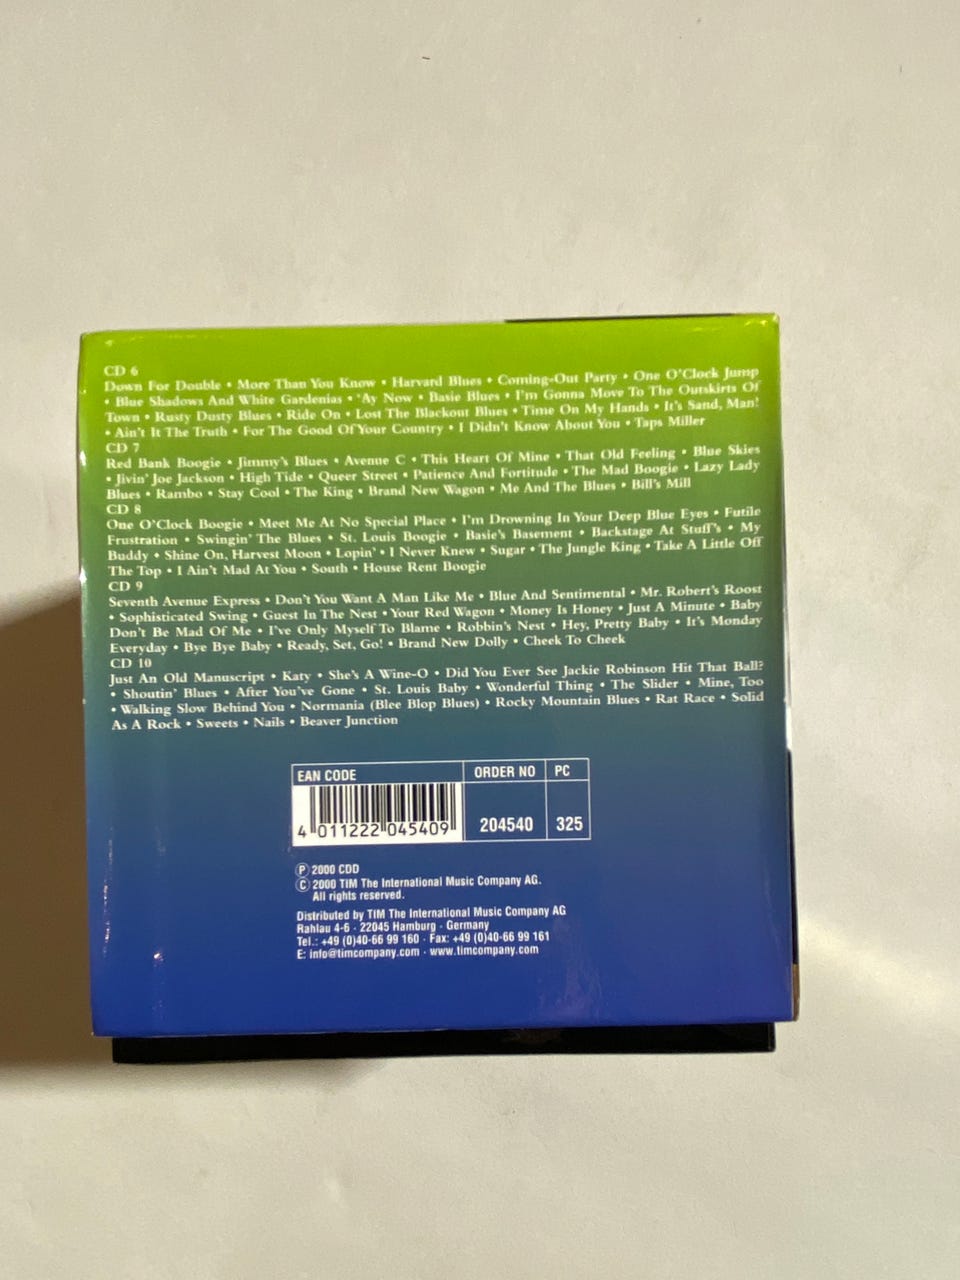 CD 6
Down For Double • More Than You Know • Harvard Blues • Coming-Out Party • One O'Clock Jump
• Blue Shadows And White Gardenias • 'Ay Now • Basie Blues • I'm Gonna Move To The Outskirts Of
Town • Rusty Dusty Blues • Ride On • Lost The Blackout Blues • Time On My Hands • It's Sand, Man!
• Ain't It The Truth • For The Good Of Your Country • I Didn't Know About You • Taps Miller
CD 7
Red Bank Boogie • Jimmy's Blues • Avenue C • This Heart Of Mine • That Old Feeling • Blue Skies
• Jivin' Joe Jackson • High Tide • Queer Street • Patience And Fortitude • The Mad Boogie • Lazy Lady
Blues • Rambo • Stay Cool • The King • Brand New Wagon • Me And The Blues • Bill's Mill
CD 8
One O'Clock Boogie • Meet Me At No Special Place • I'm Drowning In Your Deep Blue Eyes • Futile
Frustration • Swingin' The Blues • St. Louis Boogie • Basie's Basement • Backstage At Stuff's • My
Buddy • Shine On, Harvest Moon • Lopin' • I Never Knew • Sugar • The Jungle King • Take A Little Off
The Top • I Ain't Mad At You • South • House Rent Boogie
CD 9
Seventh Avenue Express • Don't You Want A Man Like Me • Blue And Sentimental • Mr. Robert's Roost
• Sophisticated Swing • Guest In The Nest • Your Red Wagon • Money Is Honey • Just A Minute • Baby
Don't Be Mad Of Me • I've Only Myself To Blame • Robbin's Nest • Hey, Pretty Baby • It's Monday
Everyday • Bye Bye Baby • Ready, Set, Go! • Brand New Dolly • Cheek To Cheek
CD 10
Just An Old Manuscript • Katy • She's A Wine-O • Did You Ever See Jackie Robinson Hit That Ball?
• Shoutin' Blues • After You've Gone • St. Louis Baby • Wonderful Thing • The Slider • Mine, Too
• Walking Slow Behind You • Normania (Blee Blop Blues) • Rocky Mountain Blues • Rat Race • Solid
As A Rock • Sweets • Nails • Beaver Junction
EAN CODE ORDER NO PC
4 011222 045409 204540 325
Ⓟ 2000 CDD
© 2000 TIM The International Music Company AG.
All rights reserved.
Distributed by TIM The International Music Company AG
Rahlau 4-6 · 22045 Hamburg · Germany
Tel.: +49 (0)40-66 99 160 · Fax: +49 (0)40-66 99 161
E: info@timcompany.com · www.timcompany.com